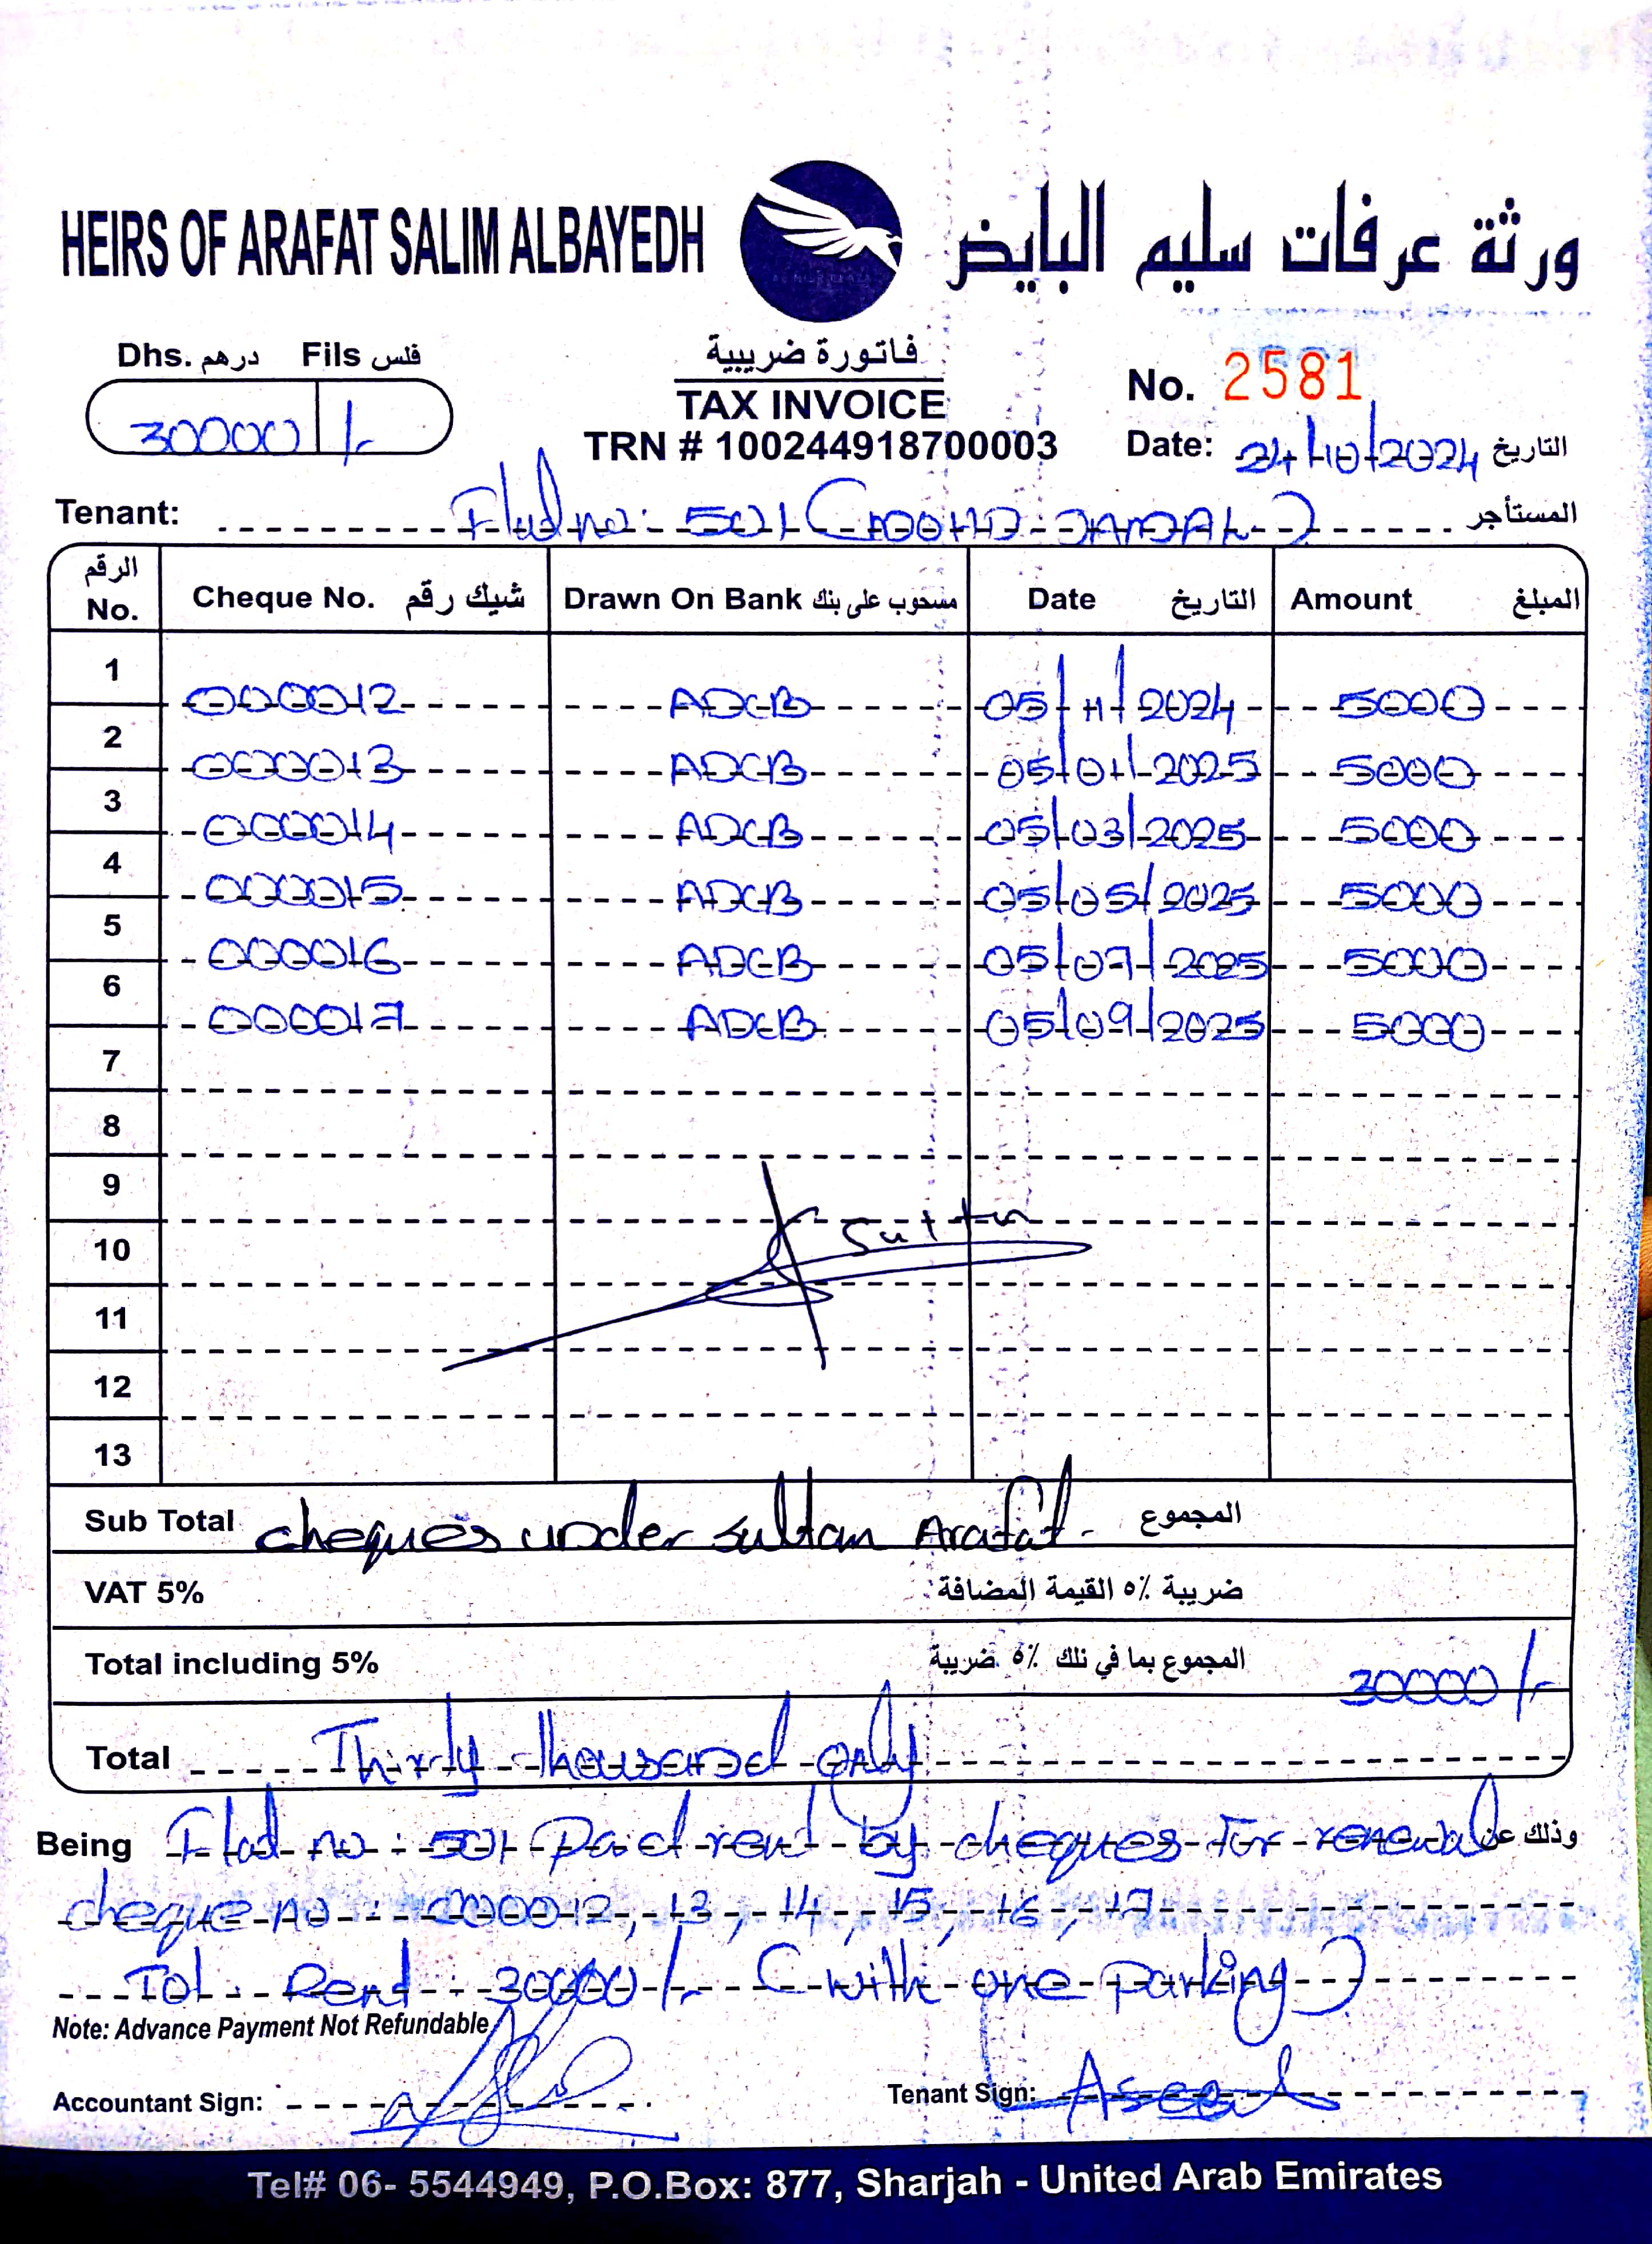 HEIRS OF ARAFAT SALIM ALBAYEDH ورثة عرفات سليم البايض
Dhs. درهم Fils فلس
30000 /-
فاتورة ضريبية
TAX INVOICE
TRN # 100244918700003
No. 2581
Date: 24/10/2024 التاريخ
Tenant: Flad no: 501 المستأجر
الرقم No. Cheque No. شيك رقم Drawn On Bank مسحوب على بنك Date التاريخ Amount المبلغ
1 000012 ADCB 05/11/2024 5000
2 000013 ADCB 05/01/2025 5000
3 000014 ADCB 05/03/2025 5000
4 000015 ADCB 05/05/2025 5000
5 000016 ADCB 05/07/2025 5000
6 000017 ADCB 05/09/2025 5000
7
8
9
10 Sultan
11
12
13
Sub Total cheques under sultan Arafat- المجموع
VAT 5% ضريبة ٥٪ القيمة المضافة
Total including 5% المجموع بما في ذلك ٥٪ ضريبة 30000/-
Total Thirty thousand only
Being Flad no: 501 Paid rend by cheques for renewal وذلك عن
cheque no: 000012, 13, 14, 15, 16, 17
Tol. Rend: 30000/- (with one parking)
Note: Advance Payment Not Refundable
Accountant Sign: Tenant Sign:
Tel# 06- 5544949, P.O.Box: 877, Sharjah - United Arab Emirates